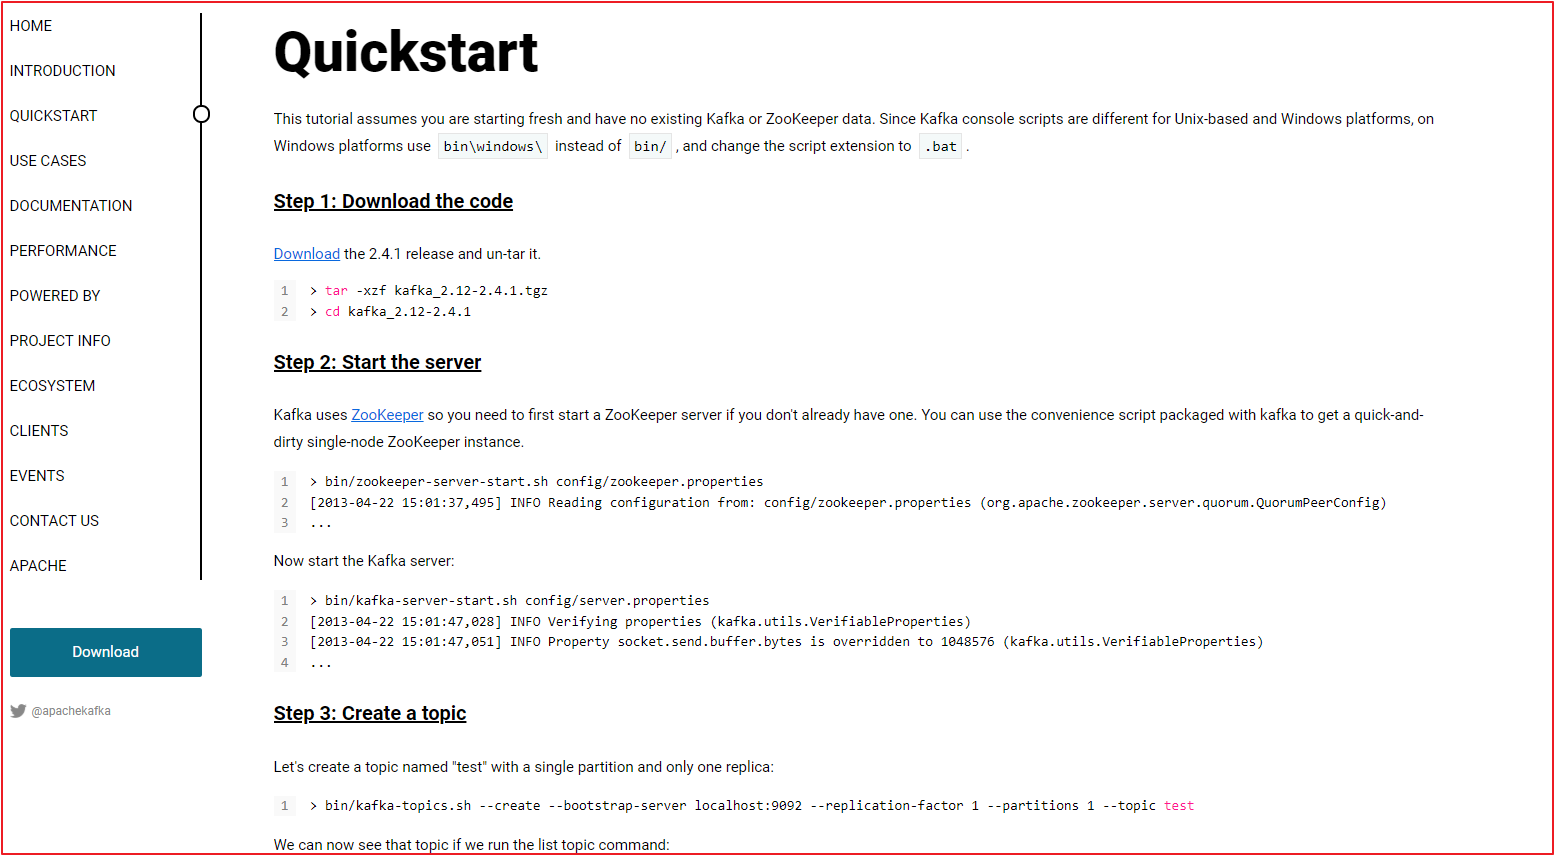 HOME
INTRODUCTION
QUICKSTART
USE CASES
DOCUMENTATION
PERFORMANCE
POWERED BY
PROJECT INFO
ECOSYSTEM
CLIENTS
EVENTS
CONTACT US
APACHE
Download
@apachekafka
Quickstart
This tutorial assumes you are starting fresh and have no existing Kafka or ZooKeeper data. Since Kafka console scripts are different for Unix-based and Windows platforms, on
Windows platforms use bin\windows\ instead of bin/ , and change the script extension to .bat .
Step 1: Download the code
Download the 2.4.1 release and un-tar it.
1 > tar -xzf kafka_2.12-2.4.1.tgz
2 > cd kafka_2.12-2.4.1
Step 2: Start the server
Kafka uses ZooKeeper so you need to first start a ZooKeeper server if you don't already have one. You can use the convenience script packaged with kafka to get a quick-and-
dirty single-node ZooKeeper instance.
1 > bin/zookeeper-server-start.sh config/zookeeper.properties
2 [2013-04-22 15:01:37,495] INFO Reading configuration from: config/zookeeper.properties (org.apache.zookeeper.server.quorum.QuorumPeerConfig)
3 ...
Now start the Kafka server:
1 > bin/kafka-server-start.sh config/server.properties
2 [2013-04-22 15:01:47,028] INFO Verifying properties (kafka.utils.VerifiableProperties)
3 [2013-04-22 15:01:47,051] INFO Property socket.send.buffer.bytes is overridden to 1048576 (kafka.utils.VerifiableProperties)
4 ...
Step 3: Create a topic
Let's create a topic named "test" with a single partition and only one replica:
1 > bin/kafka-topics.sh --create --bootstrap-server localhost:9092 --replication-factor 1 --partitions 1 --topic test
We can now see that topic if we run the list topic command: